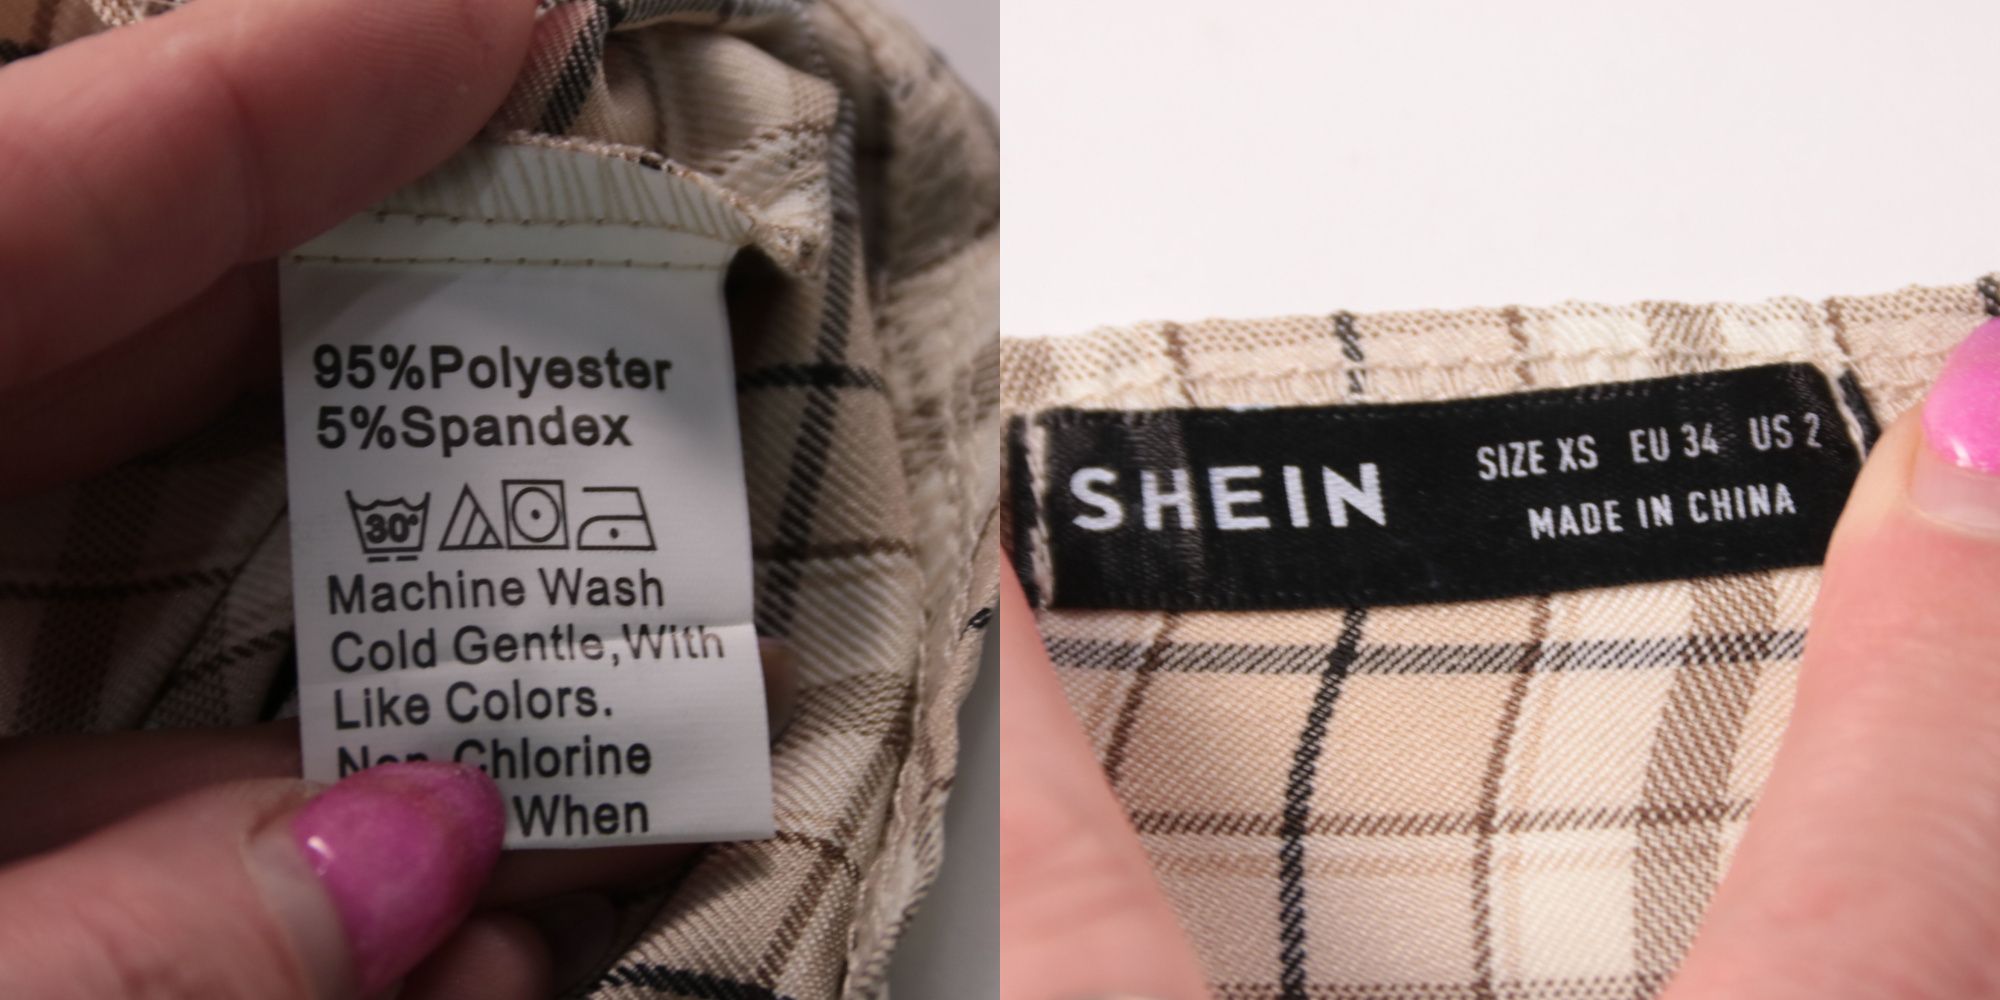 95%Polyester
5%Spandex
30°
Machine Wash
Cold Gentle,With
Like Colors.
Non Chlorine
When
SHEIN
SIZE XS EU 34 US 2
MADE IN CHINA